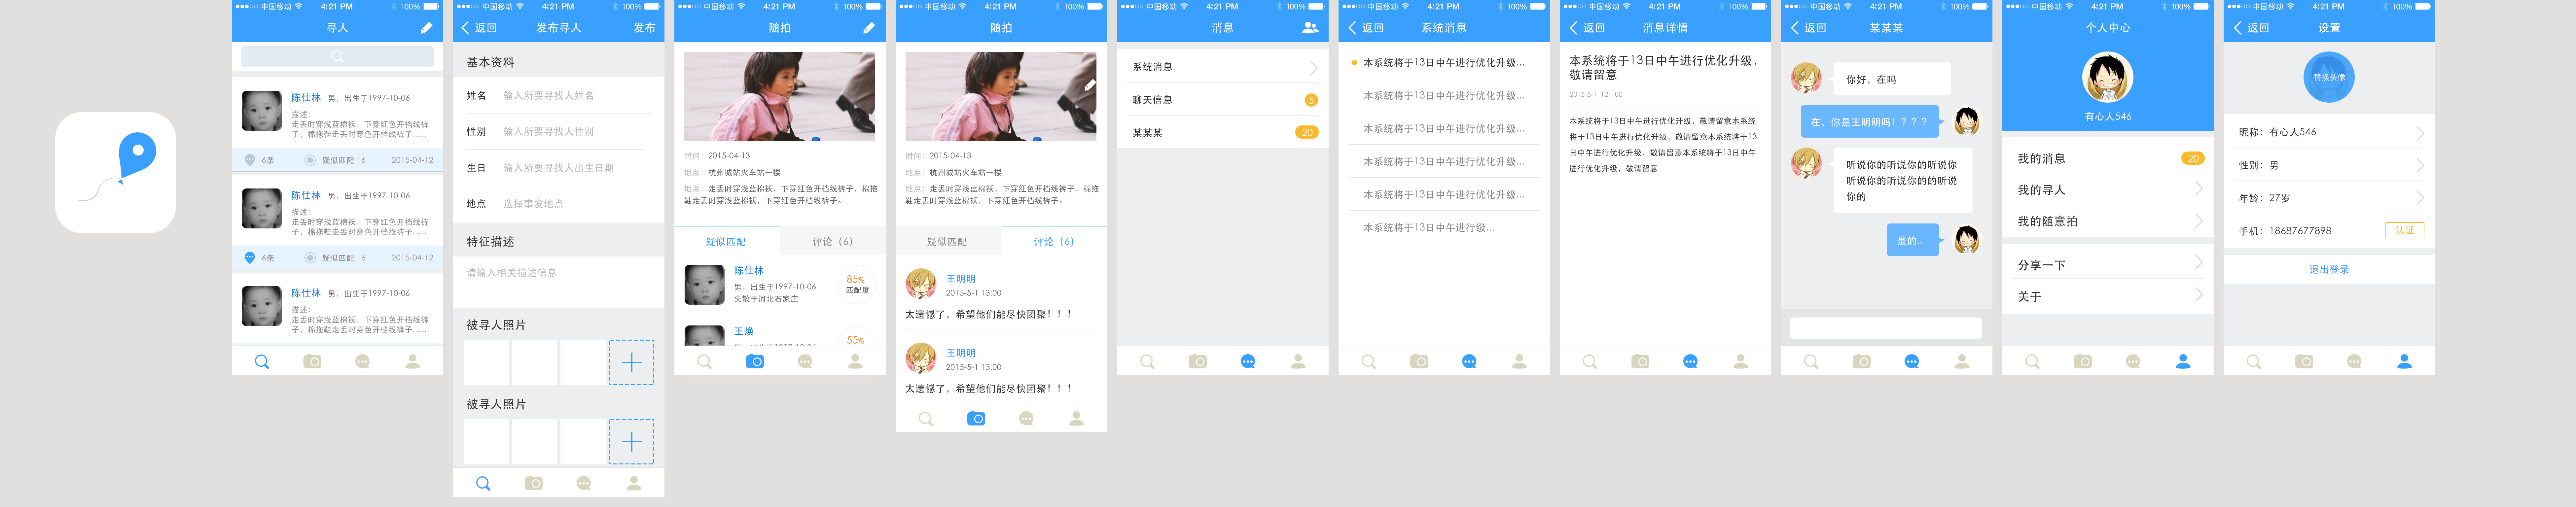 中国移动 4:21 PM 100%
寻人
陈仕林 男，出生于1997-10-06
描述：
走丢时穿浅蓝棉袄，下穿红色开档线裤
子，棉拖鞋走丢时穿色开档线裤子......
6条 疑似匹配 16 2015-04-12
陈仕林 男，出生于1997-10-06
描述：
走丢时穿浅蓝棉袄，下穿红色开档线裤
子，棉拖鞋走丢时穿色开档线裤子......
6条 疑似匹配 16 2015-04-12
陈仕林 男，出生于1997-10-06
描述：
走丢时穿浅蓝棉袄，下穿红色开档线裤
子，棉拖鞋走丢时穿色开档线裤子......
中国移动 4:21 PM 100%
返回 发布寻人 发布
基本资料
姓名 输入所要寻找人姓名
性别 输入所要寻找人性别
生日 输入所要寻找人出生日期
地点 选择事发地点
特征描述
请输入相关描述信息
被寻人照片
被寻人照片
中国移动 4:21 PM 100%
随拍
时间：2015-04-13
地点：杭州城站火车站一楼
地点：走丢时穿浅蓝棉袄，下穿红色开档线裤子，棉拖
鞋走丢时穿浅蓝棉袄，下穿红色开档线裤子。
疑似匹配 评论（6）
陈仕林
男，出生于1997-10-06
失散于河北石家庄
85%
匹配度
王焕
55%
中国移动 4:21 PM 100%
随拍
时间：2015-04-13
地点：杭州城站火车站一楼
地点：走丢时穿浅蓝棉袄，下穿红色开档线裤子，棉拖
鞋走丢时穿浅蓝棉袄，下穿红色开档线裤子。
疑似匹配 评论（6）
王明明
2015-5-1 13:00
太遗憾了，希望他们能尽快团聚！！！
王明明
2015-5-1 13:00
太遗憾了，希望他们能尽快团聚！！！
中国移动 4:21 PM 100%
消息
系统消息
聊天信息 5
某某某 20
中国移动 4:21 PM 100%
返回 系统消息
本系统将于13日中午进行优化升级...
本系统将于13日中午进行优化升级...
本系统将于13日中午进行优化升级...
本系统将于13日中午进行优化升级...
本系统将于13日中午进行优化升级...
本系统将于13日中午进行级...
中国移动 4:21 PM 100%
返回 消息详情
本系统将于13日中午进行优化升级，
敬请留意
2015-5-1 12：00
本系统将于13日中午进行优化升级，敬请留意本系统
将于13日中午进行优化升级，敬请留意本系统将于13
日中午进行优化升级，敬请留意本系统将于13日中午
进行优化升级，敬请留意
中国移动 4:21 PM 100%
返回 某某某
你好，在吗
在，你是王明明吗！？？？
听说你的听说你的听说你
听说你的听说你的的听说
你的
是的。
中国移动 4:21 PM 100%
个人中心
有心人546
我的消息 20
我的寻人
我的随意拍
分享一下
关于
中国移动 4:21 PM 100%
返回 设置
替换头像
昵称：有心人546
性别：男
年龄：27岁
手机：18687677898 认证
退出登录